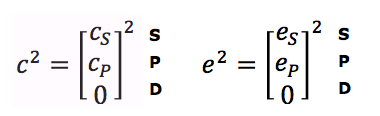 c² = [c_S c_P 0]² S P D
e² = [e_S e_P 0]² S P D